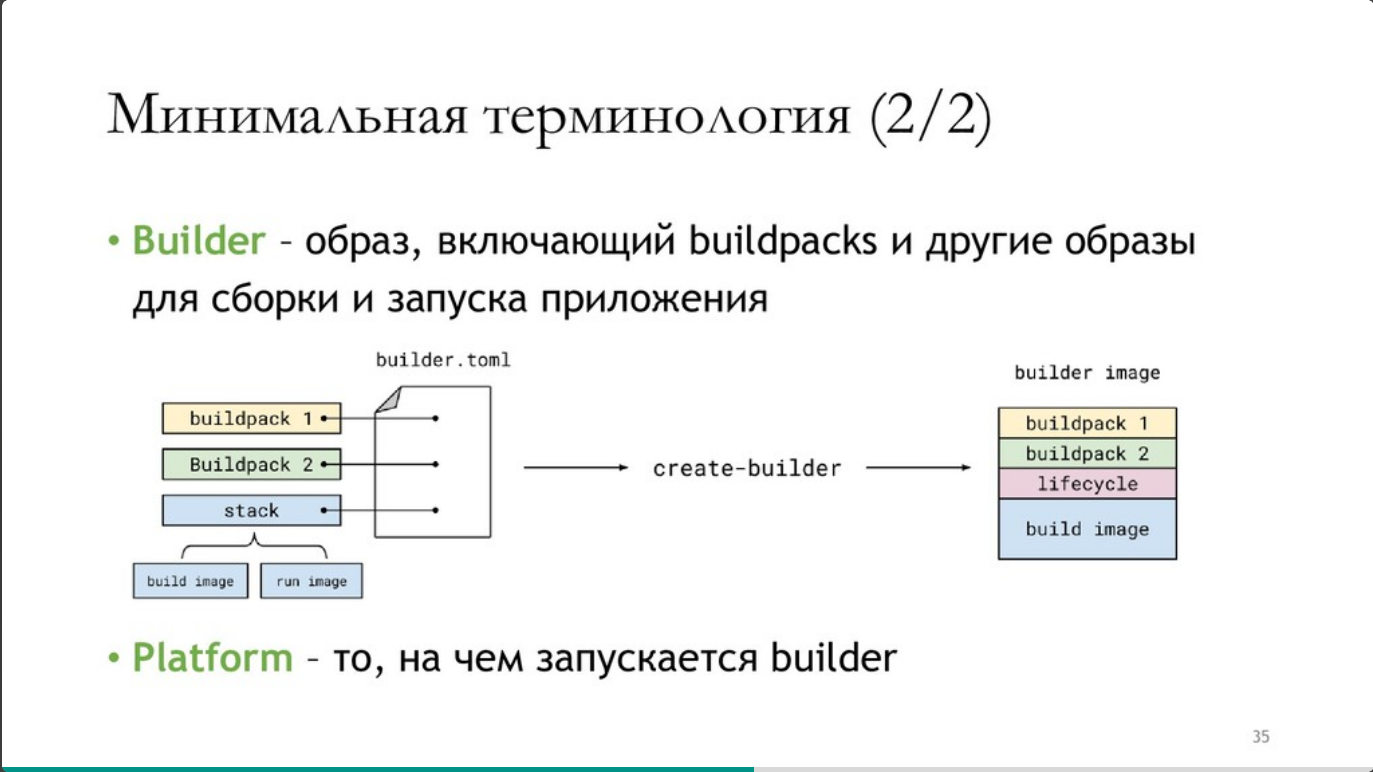 Минимальная терминология (2/2)
• Builder - образ, включающий buildpacks и другие образы
для сборки и запуска приложения
builder.toml
builder image
buildpack 1
Buildpack 2
stack
build image
run image
create-builder
buildpack 1
buildpack 2
lifecycle
build image
• Platform - то, на чем запускается builder
35